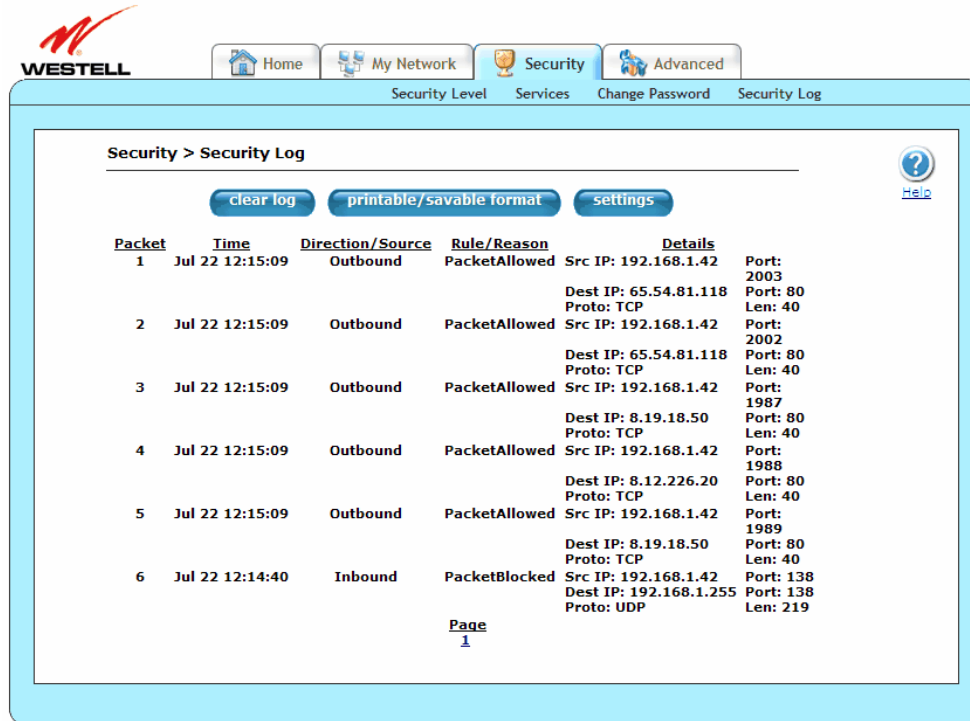 WESTELL
Home
My Network
Security
Advanced
Security Level Services Change Password Security Log
Security > Security Log
Help
clear log printable/savable format settings
Packet Time Direction/Source Rule/Reason Details
1 Jul 22 12:15:09 Outbound PacketAllowed Src IP: 192.168.1.42 Port:
2003
Dest IP: 65.54.81.118 Port: 80
Proto: TCP Len: 40
2 Jul 22 12:15:09 Outbound PacketAllowed Src IP: 192.168.1.42 Port:
2002
Dest IP: 65.54.81.118 Port: 80
Proto: TCP Len: 40
3 Jul 22 12:15:09 Outbound PacketAllowed Src IP: 192.168.1.42 Port:
1987
Dest IP: 8.19.18.50 Port: 80
Proto: TCP Len: 40
4 Jul 22 12:15:09 Outbound PacketAllowed Src IP: 192.168.1.42 Port:
1988
Dest IP: 8.12.226.20 Port: 80
Proto: TCP Len: 40
5 Jul 22 12:15:09 Outbound PacketAllowed Src IP: 192.168.1.42 Port:
1989
Dest IP: 8.19.18.50 Port: 80
Proto: TCP Len: 40
6 Jul 22 12:14:40 Inbound PacketBlocked Src IP: 192.168.1.42 Port: 138
Dest IP: 192.168.1.255 Port: 138
Proto: UDP Len: 219
Page
1